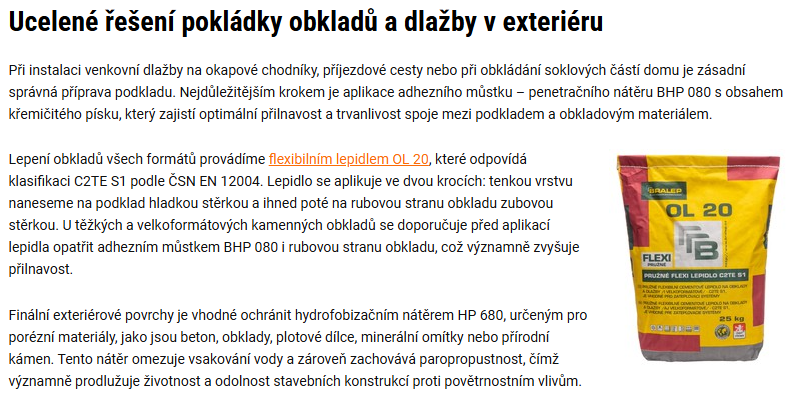 Ucelené řešení pokládky obkladů a dlažby v exteriéru
Při instalaci venkovní dlažby na okapové chodníky, příjezdové cesty nebo při obkládání soklových částí domu je zásadní
správná příprava podkladu. Nejdůležitějším krokem je aplikace adhezního můstku – penetračního nátěru BHP 080 s obsahem
křemičitého písku, který zajistí optimální přilnavost a trvanlivost spoje mezi podkladem a obkladovým materiálem.
Lepení obkladů všech formátů provádíme flexibilním lepidlem OL 20, které odpovídá
klasifikaci C2TE S1 podle ČSN EN 12004. Lepidlo se aplikuje ve dvou krocích: tenkou vrstvu
naneseme na podklad hladkou stěrkou a ihned poté na rubovou stranu obkladu zubovou
stěrkou. U těžkých a velkoformátových kamenných obkladů se doporučuje před aplikací
lepidla opatřit adhezním můstkem BHP 080 i rubovou stranu obkladu, což významně zvyšuje
přilnavost.
Finální exteriérové povrchy je vhodné ochránit hydrofobizačním nátěrem HP 680, určeným pro
porézní materiály, jako jsou beton, obklady, plotové dílce, minerální omítky nebo přírodní
kámen. Tento nátěr omezuje vsakování vody a zároveň zachovává paropropustnost, čímž
významně prodlužuje životnost a odolnost stavebních konstrukcí proti povětrnostním vlivům.
BRALEP
OL 20
B
FLEXI
PRUŽNÉ
PRUŽNÉ FLEXI LEPIDLO C2TE S1
25 kg